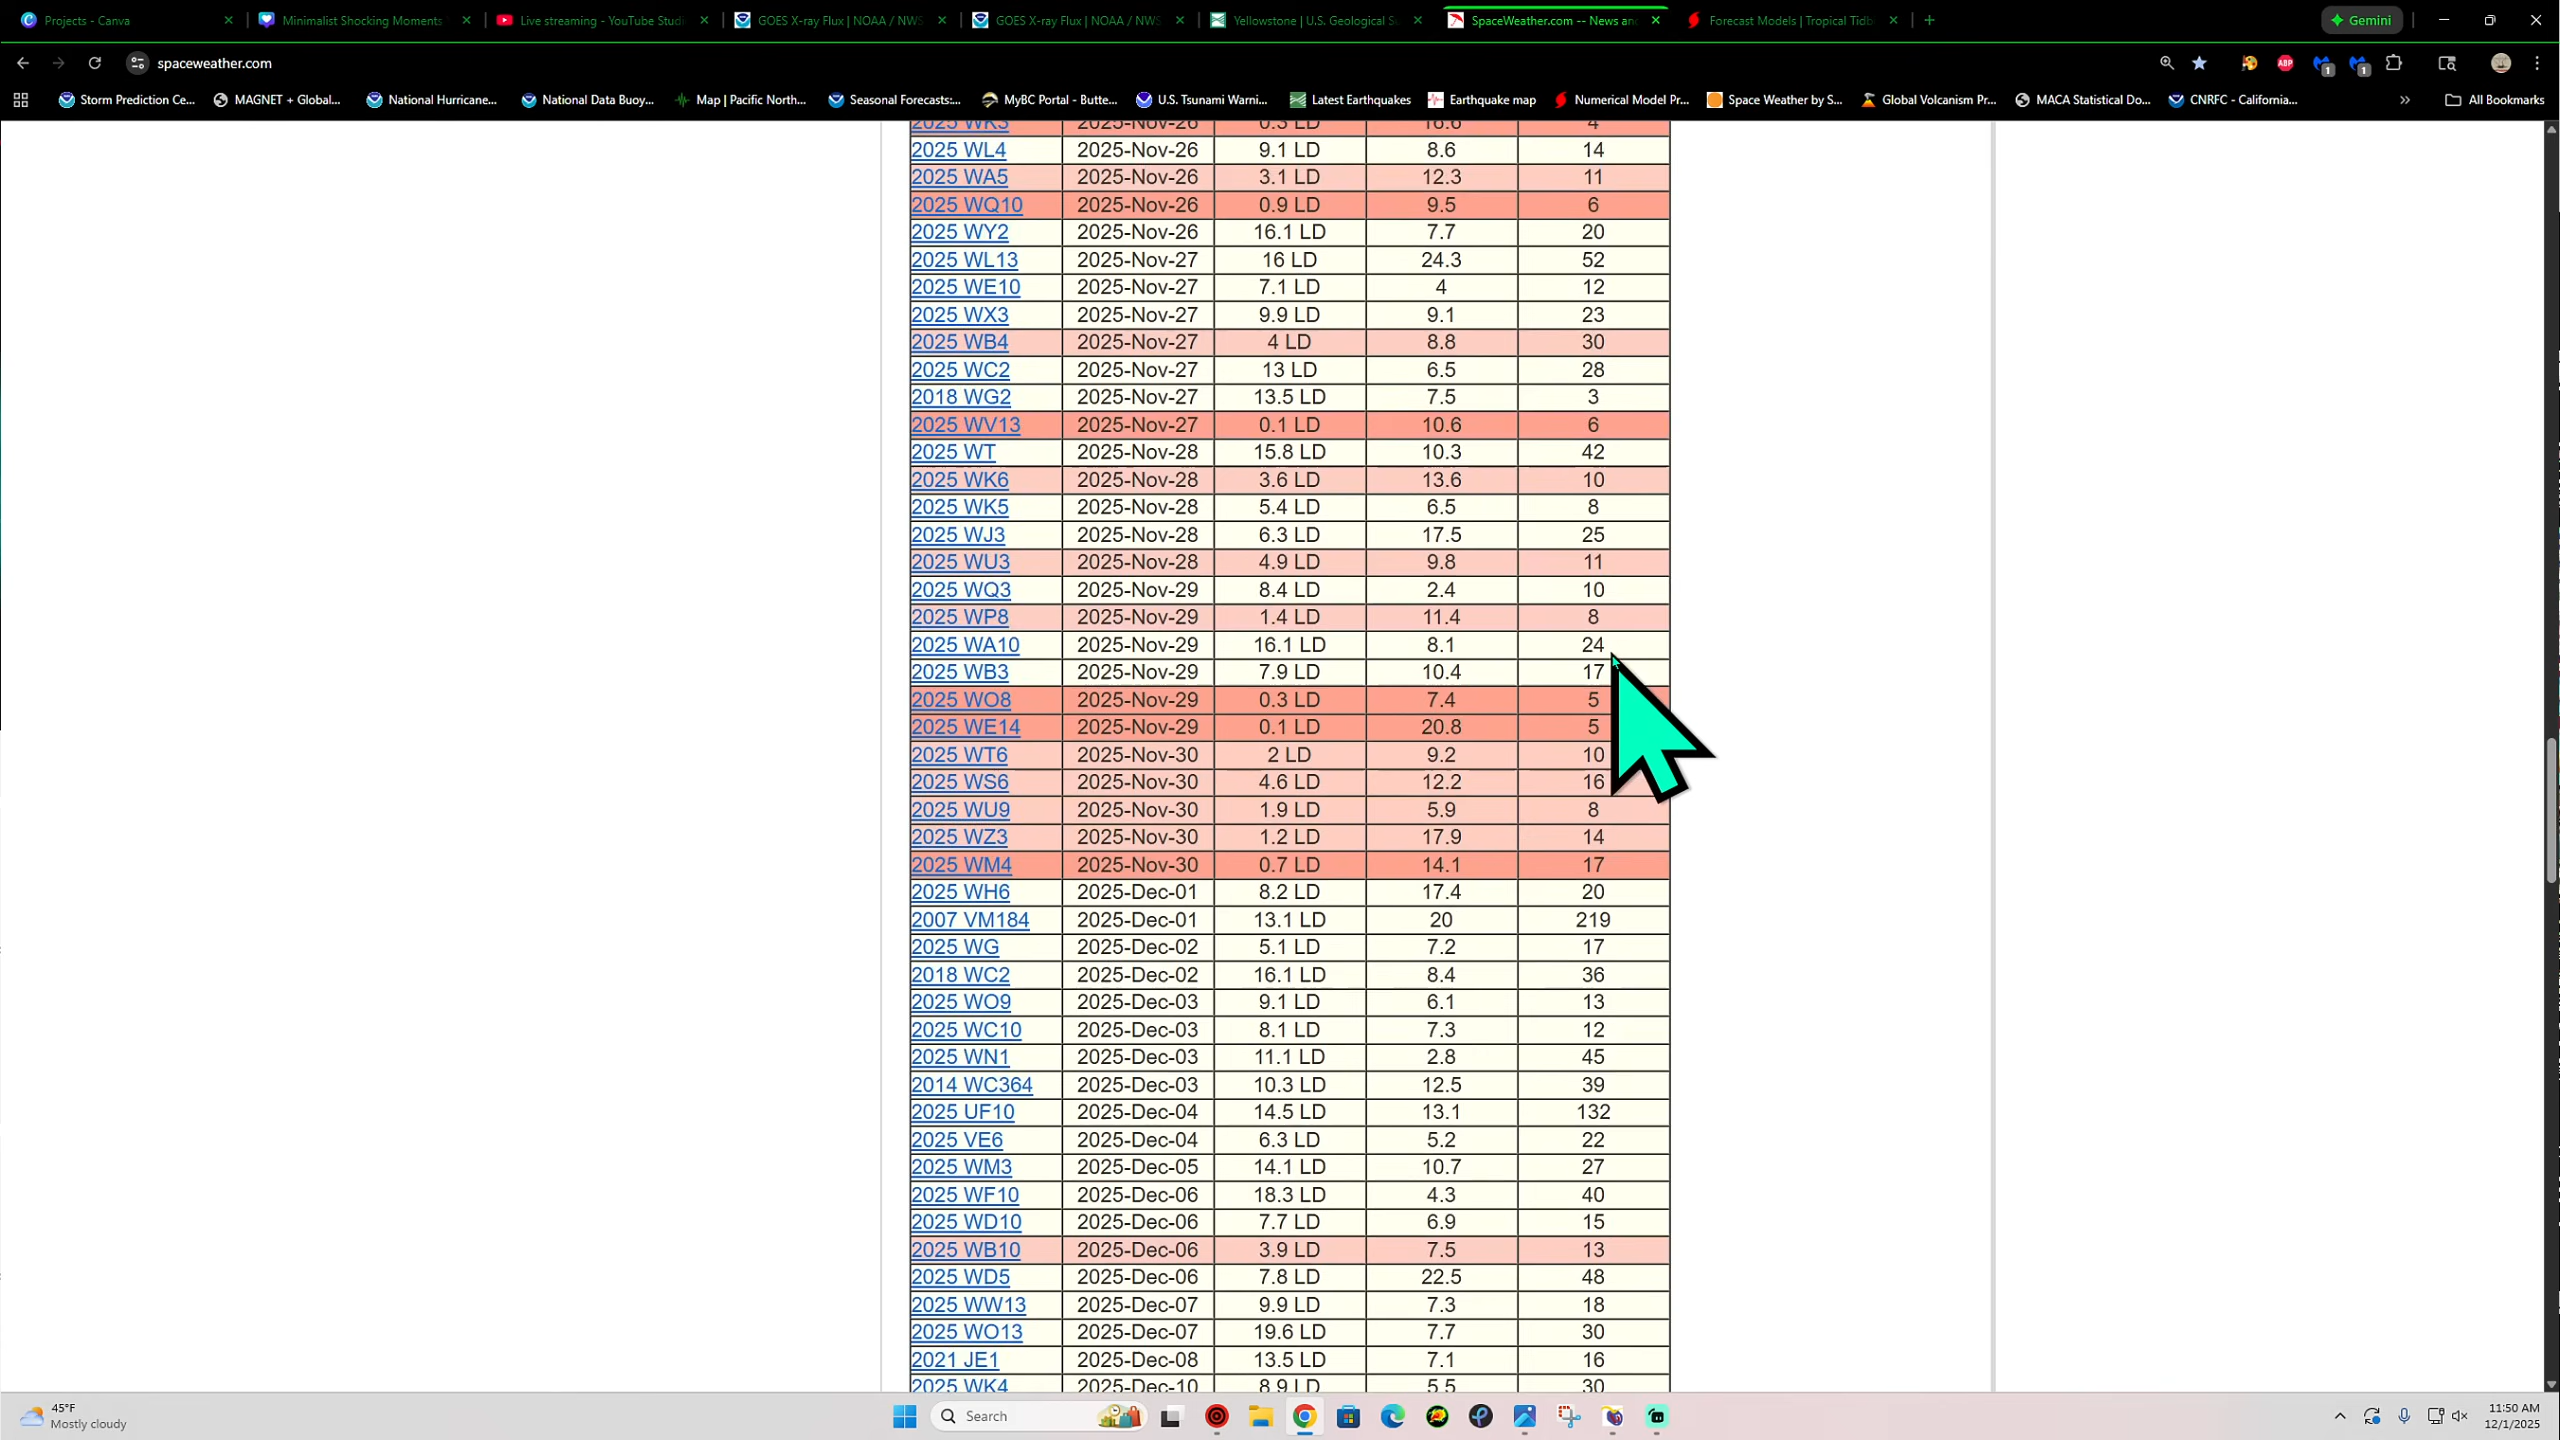 Projects - Canva
Minimalist Shocking Moments
Live streaming - YouTube Studi
GOES X-ray Flux | NOAA / NWS
GOES X-ray Flux | NOAA / NWS
Yellowstone | U.S. Geological Su
SpaceWeather.com -- News and
Forecast Models | Tropical Tidb
Gemini
spaceweather.com
Storm Prediction Ce...
MAGNET + Global...
National Hurricane...
National Data Buoy...
Map | Pacific North...
Seasonal Forecasts:...
MyBC Portal - Butte...
U.S. Tsunami Warni...
Latest Earthquakes
Earthquake map
Numerical Model Pr...
Space Weather by S...
Global Volcanism Pr...
MACA Statistical Do...
CNRFC - California...
All Bookmarks
2025 WK3 2025-Nov-26 0.3 LD 16.6 4
2025 WL4 2025-Nov-26 9.1 LD 8.6 14
2025 WA5 2025-Nov-26 3.1 LD 12.3 11
2025 WQ10 2025-Nov-26 0.9 LD 9.5 6
2025 WY2 2025-Nov-26 16.1 LD 7.7 20
2025 WL13 2025-Nov-27 16 LD 24.3 52
2025 WE10 2025-Nov-27 7.1 LD 4 12
2025 WX3 2025-Nov-27 9.9 LD 9.1 23
2025 WB4 2025-Nov-27 4 LD 8.8 30
2025 WC2 2025-Nov-27 13 LD 6.5 28
2018 WG2 2025-Nov-27 13.5 LD 7.5 3
2025 WV13 2025-Nov-27 0.1 LD 10.6 6
2025 WT 2025-Nov-28 15.8 LD 10.3 42
2025 WK6 2025-Nov-28 3.6 LD 13.6 10
2025 WK5 2025-Nov-28 5.4 LD 6.5 8
2025 WJ3 2025-Nov-28 6.3 LD 17.5 25
2025 WU3 2025-Nov-28 4.9 LD 9.8 11
2025 WQ3 2025-Nov-29 8.4 LD 2.4 10
2025 WP8 2025-Nov-29 1.4 LD 11.4 8
2025 WA10 2025-Nov-29 16.1 LD 8.1 24
2025 WB3 2025-Nov-29 7.9 LD 10.4 17
2025 WO8 2025-Nov-29 0.3 LD 7.4 5
2025 WE14 2025-Nov-29 0.1 LD 20.8 5
2025 WT6 2025-Nov-30 2 LD 9.2 10
2025 WS6 2025-Nov-30 4.6 LD 12.2 16
2025 WU9 2025-Nov-30 1.9 LD 5.9 8
2025 WZ3 2025-Nov-30 1.2 LD 17.9 14
2025 WM4 2025-Nov-30 0.7 LD 14.1 17
2025 WH6 2025-Dec-01 8.2 LD 17.4 20
2007 VM184 2025-Dec-01 13.1 LD 20 219
2025 WG 2025-Dec-02 5.1 LD 7.2 17
2018 WC2 2025-Dec-02 16.1 LD 8.4 36
2025 WO9 2025-Dec-03 9.1 LD 6.1 13
2025 WC10 2025-Dec-03 8.1 LD 7.3 12
2025 WN1 2025-Dec-03 11.1 LD 2.8 45
2014 WC364 2025-Dec-03 10.3 LD 12.5 39
2025 UF10 2025-Dec-04 14.5 LD 13.1 132
2025 VE6 2025-Dec-04 6.3 LD 5.2 22
2025 WM3 2025-Dec-05 14.1 LD 10.7 27
2025 WF10 2025-Dec-06 18.3 LD 4.3 40
2025 WD10 2025-Dec-06 7.7 LD 6.9 15
2025 WB10 2025-Dec-06 3.9 LD 7.5 13
2025 WD5 2025-Dec-06 7.8 LD 22.5 48
2025 WW13 2025-Dec-07 9.9 LD 7.3 18
2025 WO13 2025-Dec-07 19.6 LD 7.7 30
2021 JE1 2025-Dec-08 13.5 LD 7.1 16
2025 WK4 2025-Dec-10 8.9 LD 5.5 30
45°F
Mostly cloudy
Search
11:50 AM
12/1/2025